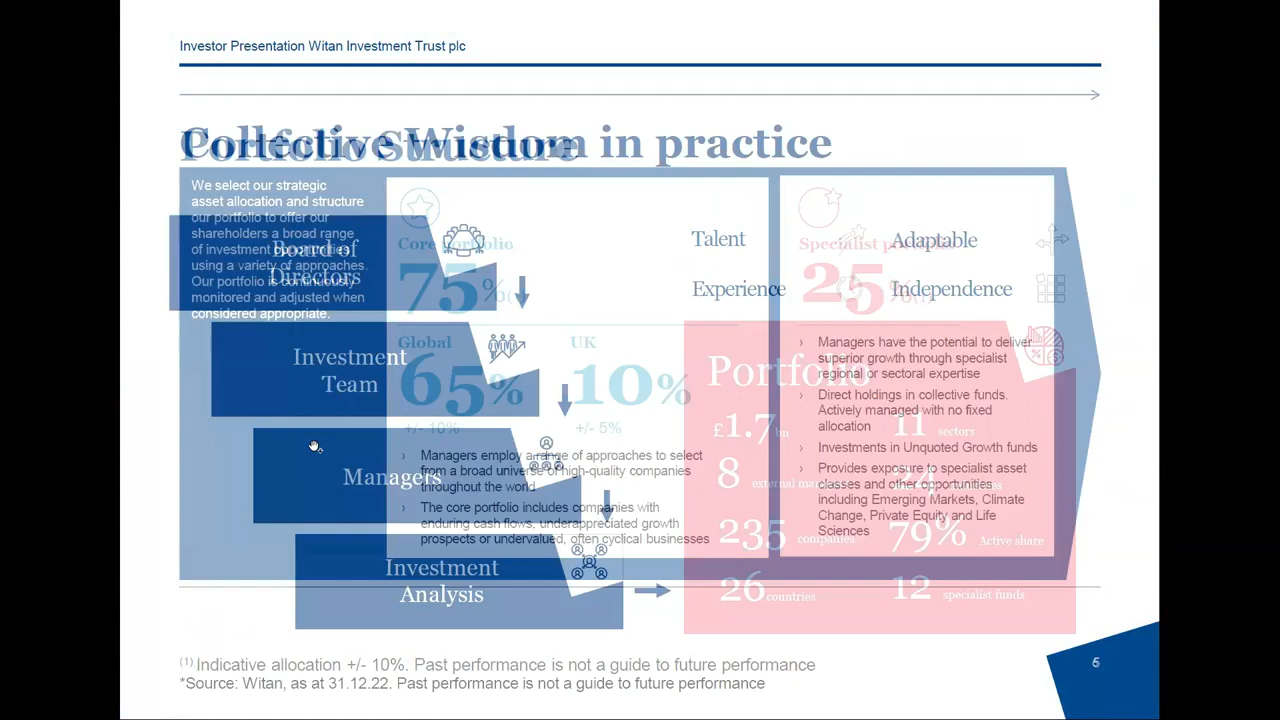 Investor Presentation Witan Investment Trust plc
Collective Wisdom in practice
Portfolio Structure
We select our strategic
asset allocation and structure
our portfolio to offer our
shareholders a broad range
of investment opportunities
using a variety of approaches.
Our portfolio is continuously
monitored and adjusted when
considered appropriate.
Board of
Directors
Investment
Team
Managers
Investment
Analysis
Core portfolio
75%
Global
65%
+/- 10%
UK
10%
+/- 5%
› Managers employ a range of approaches to select
from a broad universe of high-quality companies
throughout the world
› The core portfolio includes companies with
enduring cash flows, underappreciated growth
prospects or undervalued, often cyclical businesses
Talent
Experience
Adaptable
Independence
Specialist portfolio
25%
› Managers have the potential to deliver
superior growth through specialist
regional or sectoral expertise
› Direct holdings in collective funds.
Actively managed with no fixed
allocation
› Investments in Unquoted Growth funds
› Provides exposure to specialist asset
classes and other opportunities
including Emerging Markets, Climate
Change, Private Equity and Life
Sciences
Portfolio
£1.7bn
11 sectors
8 external managers
24
235 companies
79% Active share
26 countries
12 specialist funds
(1) Indicative allocation +/- 10%. Past performance is not a guide to future performance
*Source: Witan, as at 31.12.22. Past performance is not a guide to future performance